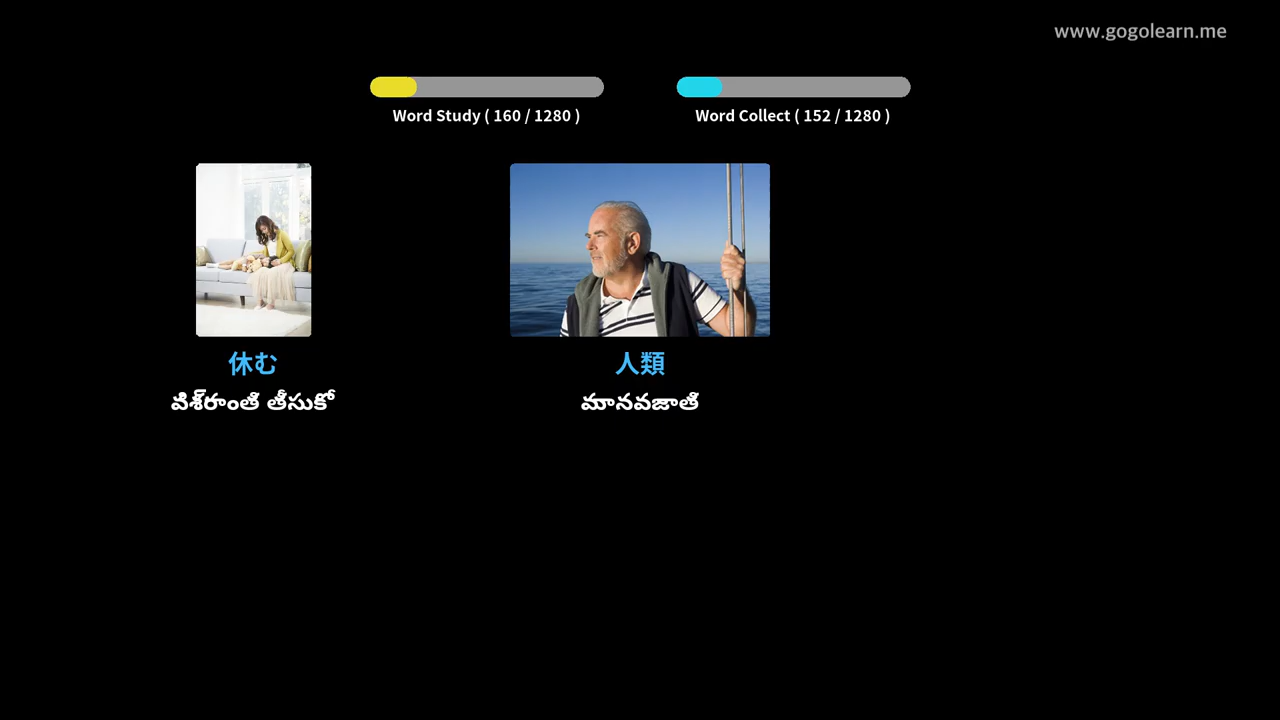 www.gogolearn.me
Word Study ( 160 / 1280 )
Word Collect ( 152 / 1280 )
休む
విశ్రాంతి తీసుకో
人類
మానవజాతి